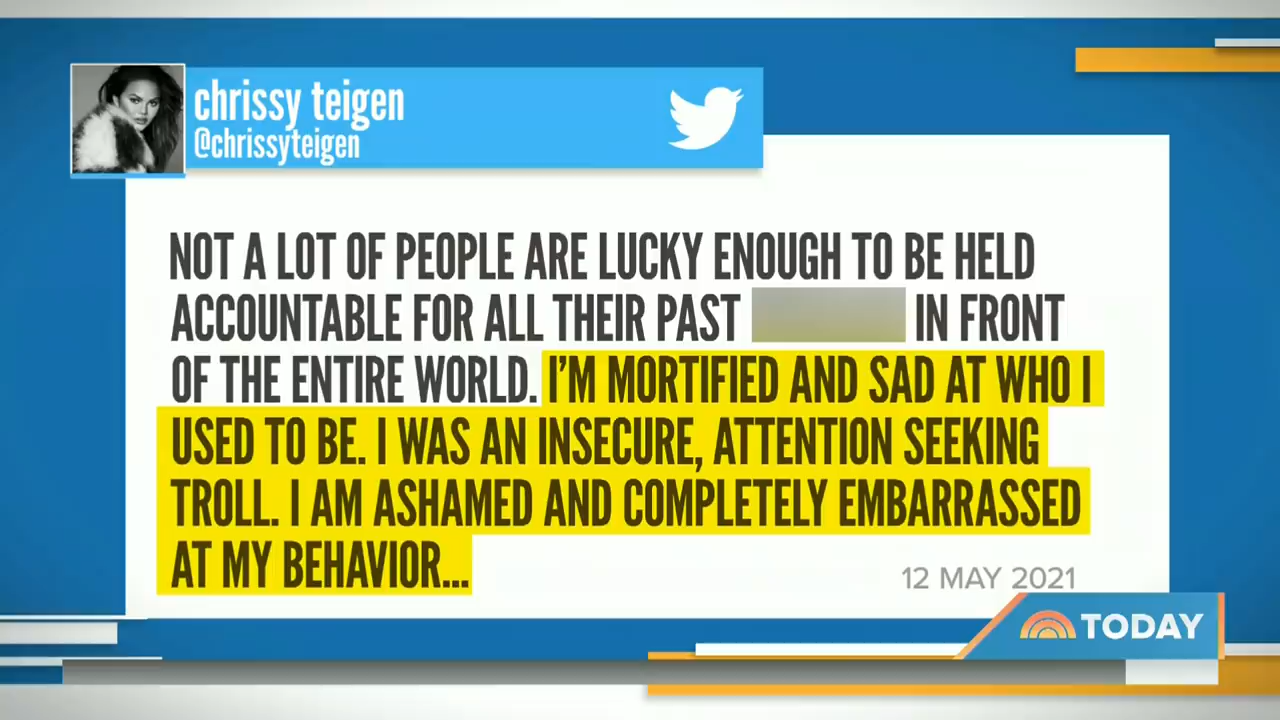 chrissy teigen
@chrissyteigen
NOT A LOT OF PEOPLE ARE LUCKY ENOUGH TO BE HELD
ACCOUNTABLE FOR ALL THEIR PAST IN FRONT
OF THE ENTIRE WORLD. I'M MORTIFIED AND SAD AT WHO I
USED TO BE. I WAS AN INSECURE, ATTENTION SEEKING
TROLL. I AM ASHAMED AND COMPLETELY EMBARRASSED
AT MY BEHAVIOR...
12 MAY 2021
TODAY